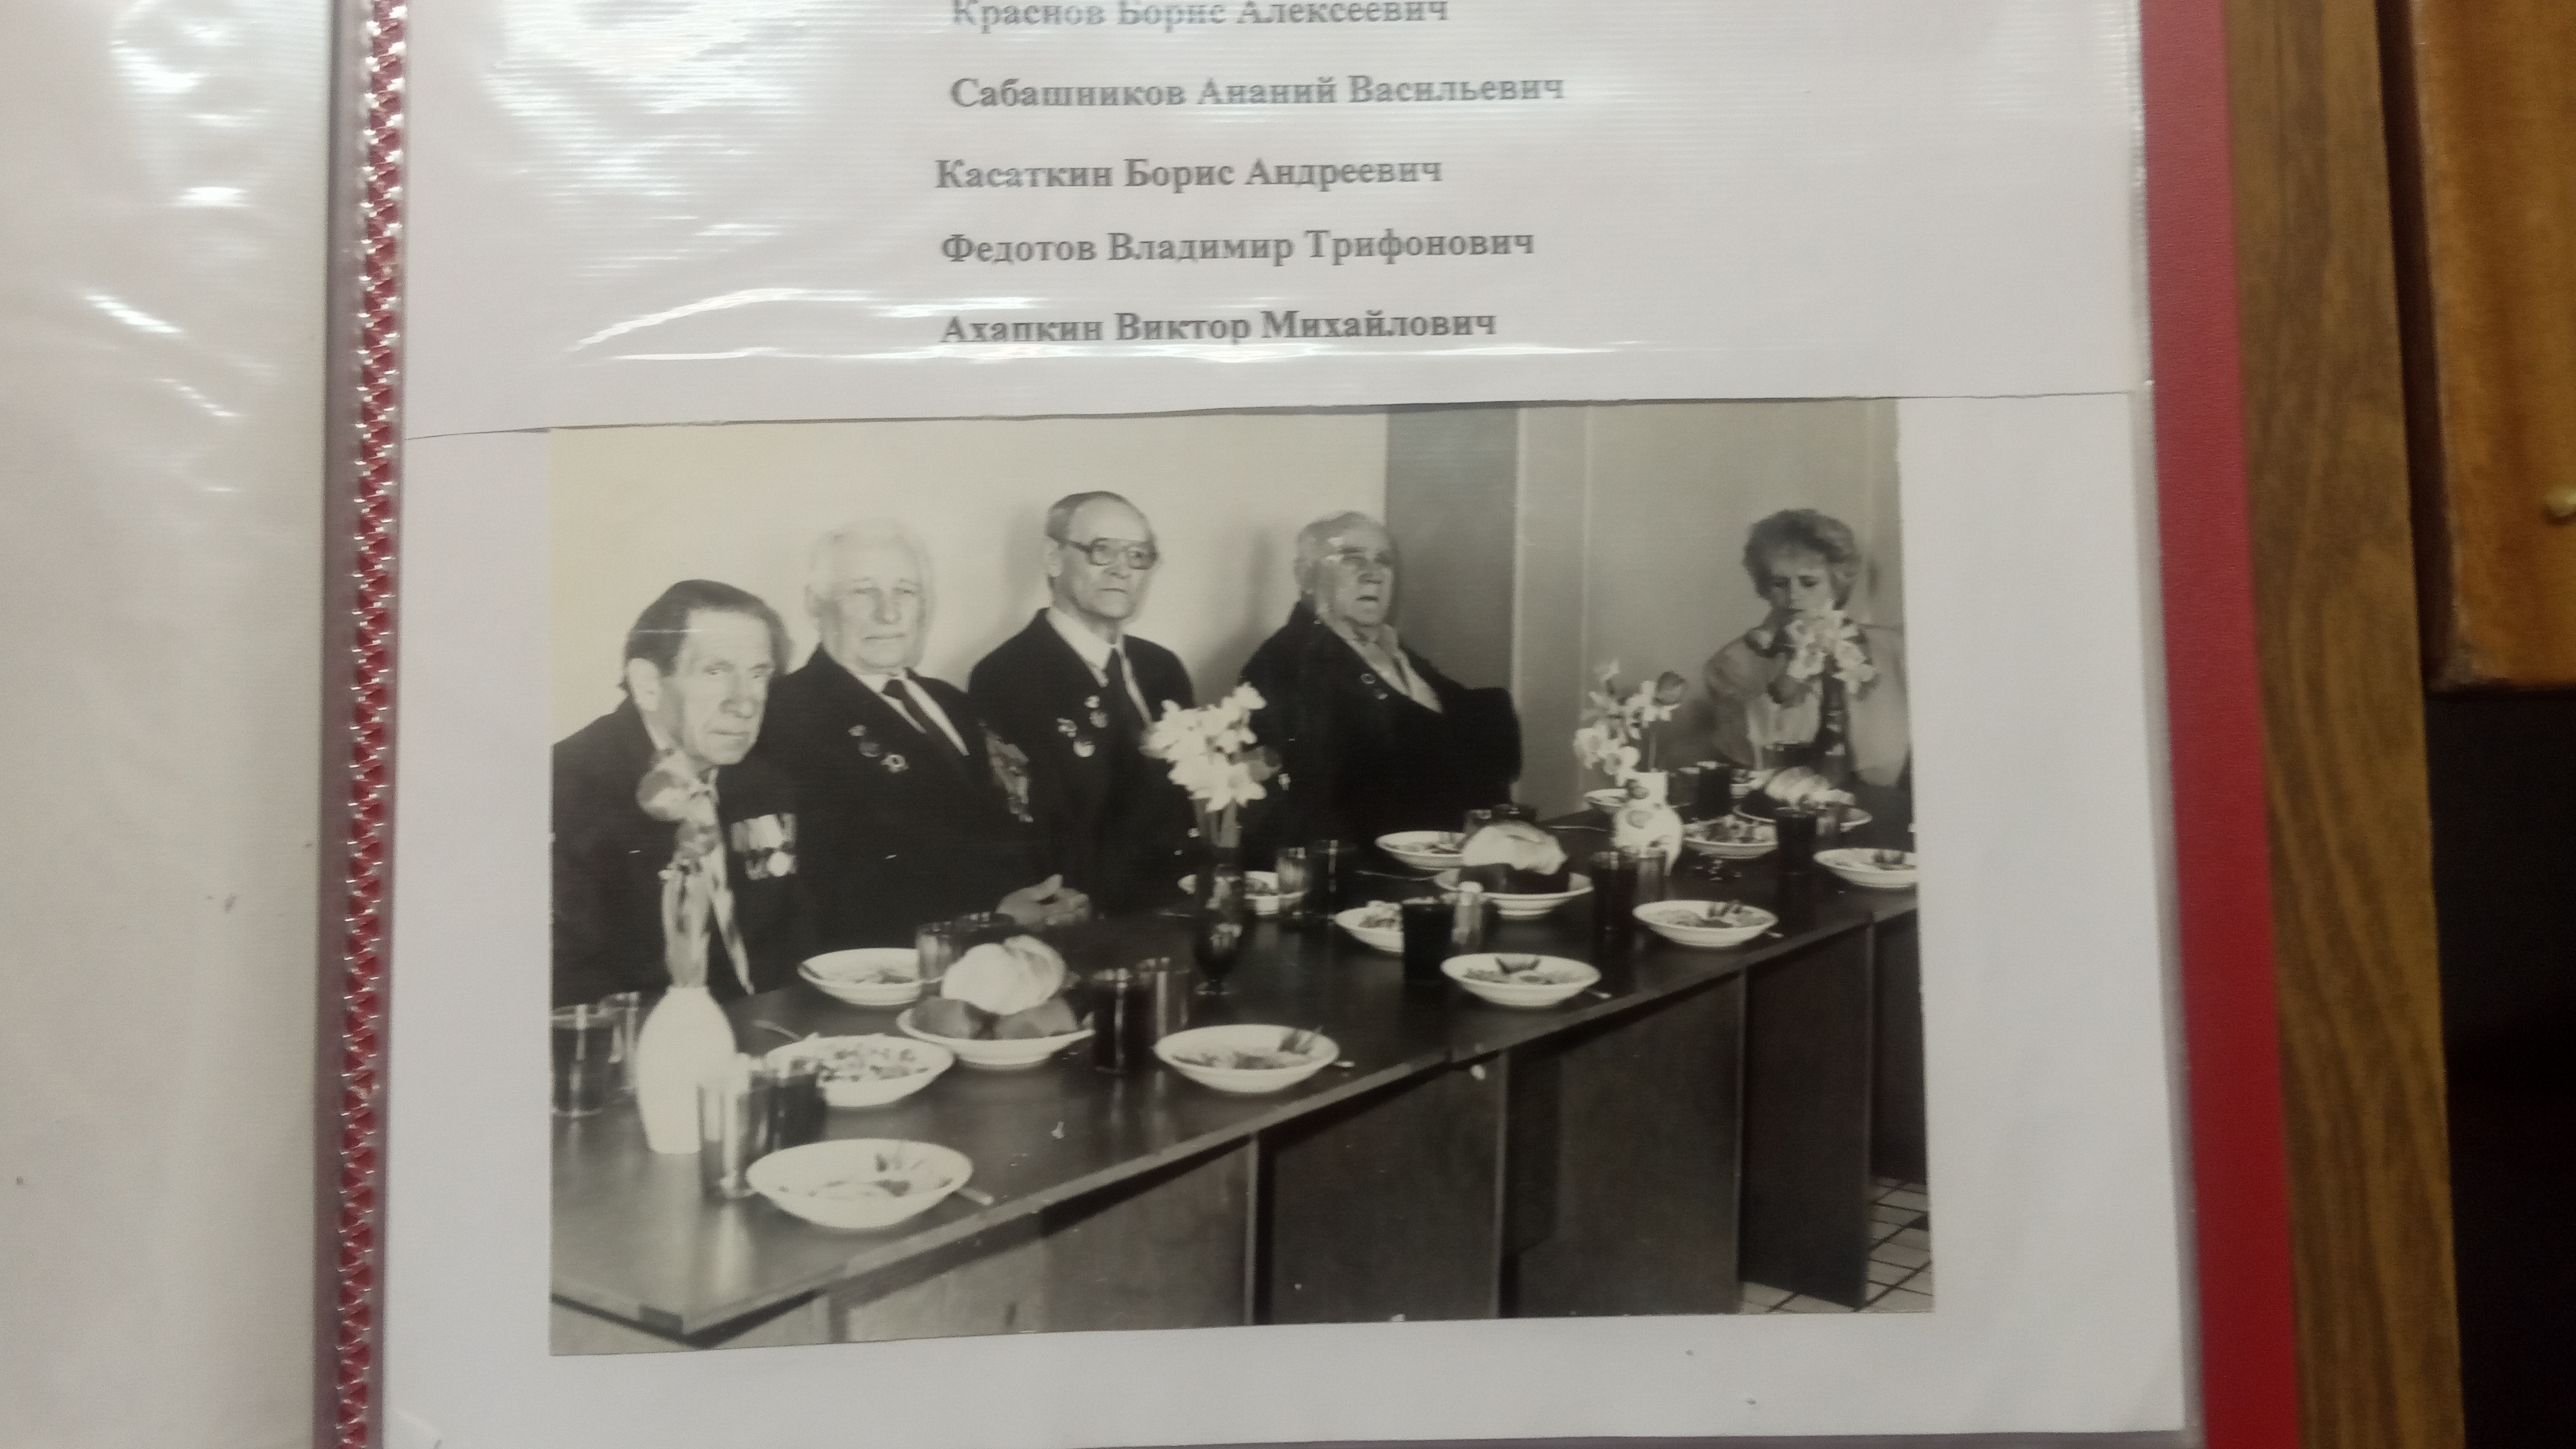 Краснов Борис Алексеевич
Сабашников Ананий Васильевич
Касаткин Борис Андреевич
Федотов Владимир Трифонович
Ахапкин Виктор Михайлович